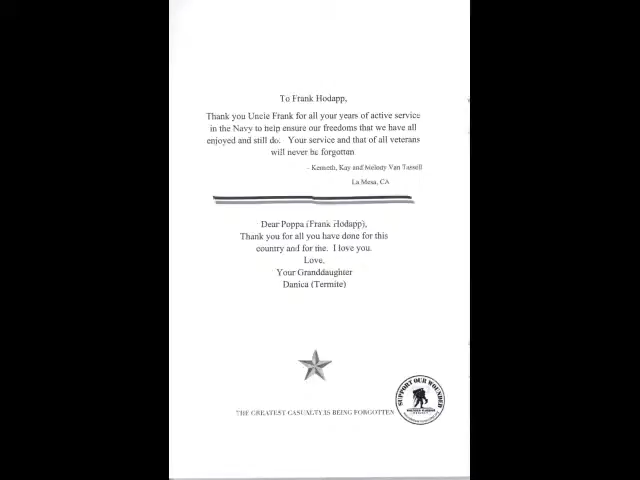 To Frank Hodapp,
Thank you Uncle Frank for all your years of active service
in the Navy to help ensure our freedoms that we have all
enjoyed and still do. Your service and that of all veterans
will never be forgotten
- Kenneth, Kay and Melody Van Tassell
La Mesa, CA
Dear Poppa (Frank Hodapp),
Thank you for all you have done for this
country and for me. I love you.
Love,
Your Granddaughter
Danica (Termite)
SUPPORT OUR WOUNDED
THE GREATEST CASUALTY IS BEING FORGOTTEN